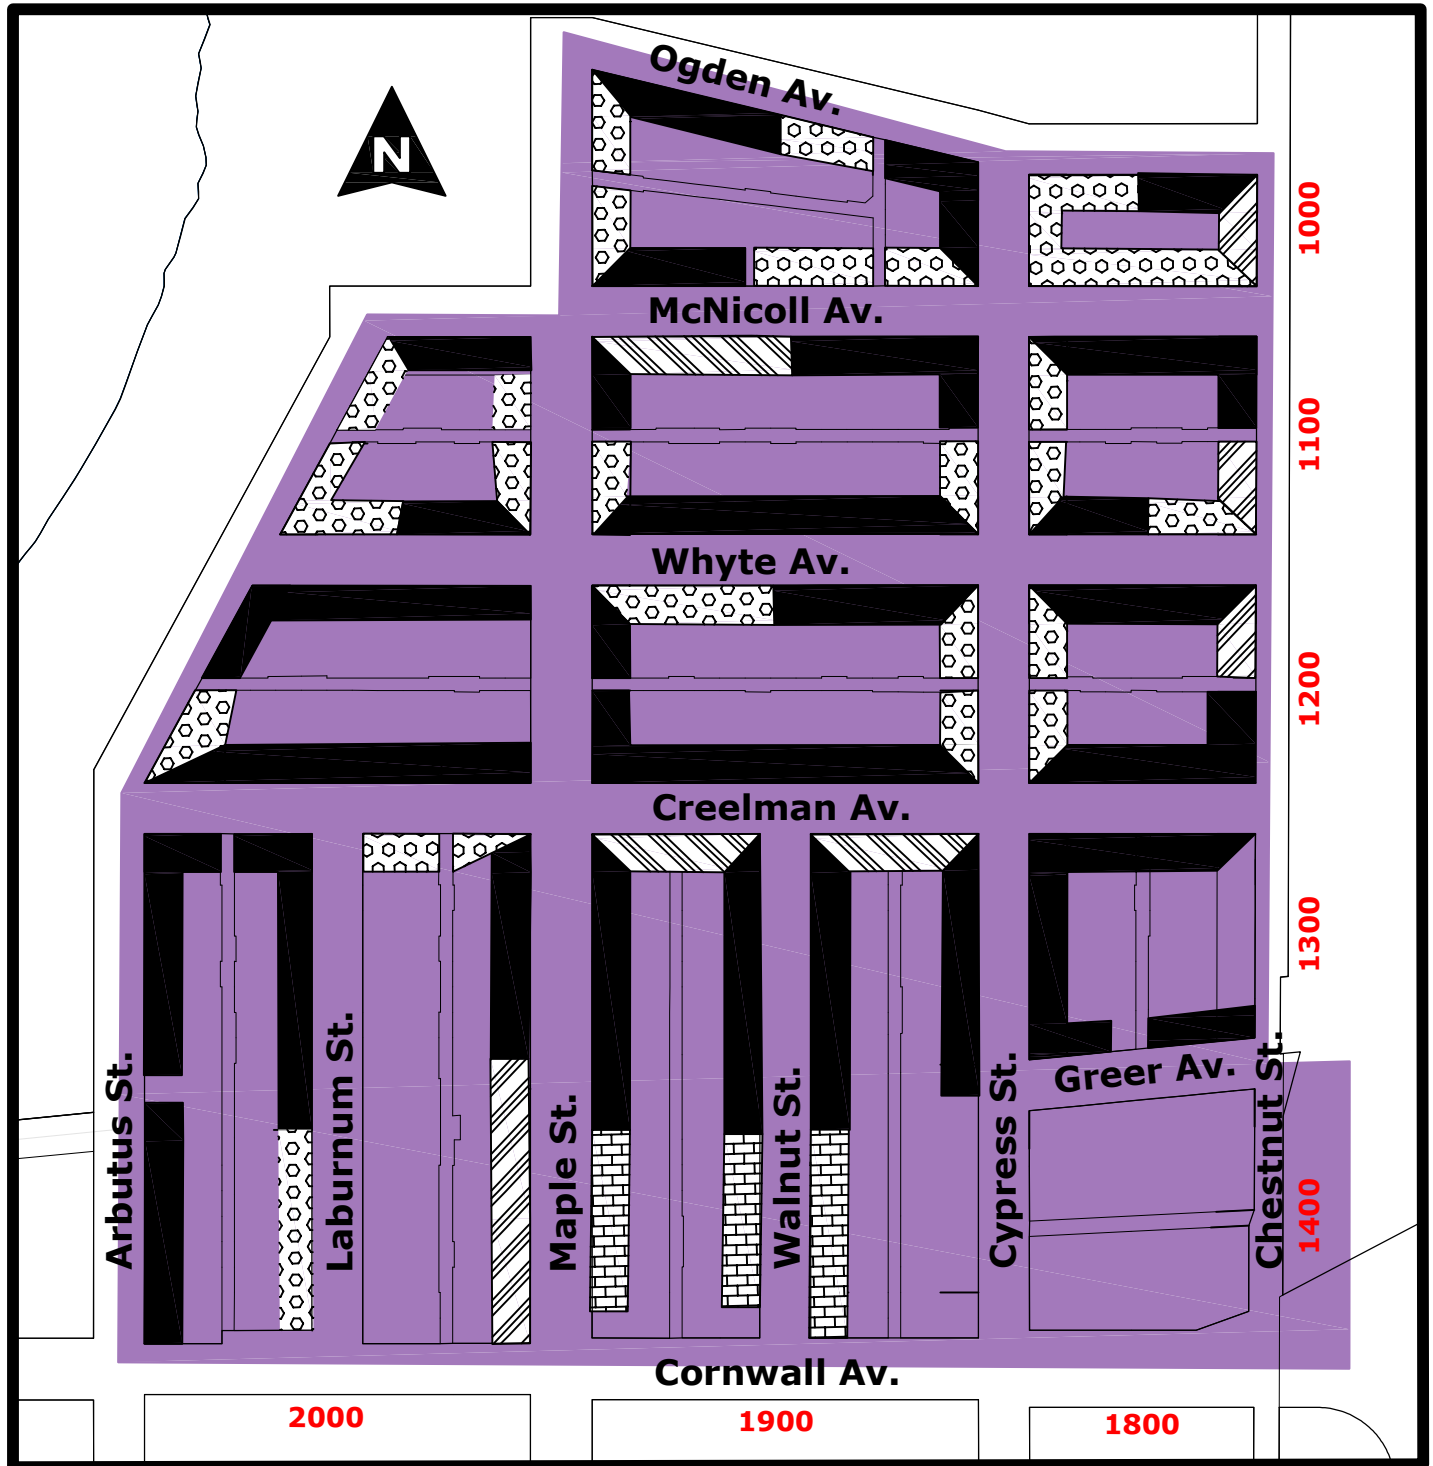 Ogden Av.
N
1000
McNicoll Av.
1100
Whyte Av.
1200
Creelman Av.
1300
Arbutus St.
Laburnum St.
Maple St.
Walnut St.
Cypress St.
Greer Av.
Chestnut St.
1400
Cornwall Av.
2000
1900
1800